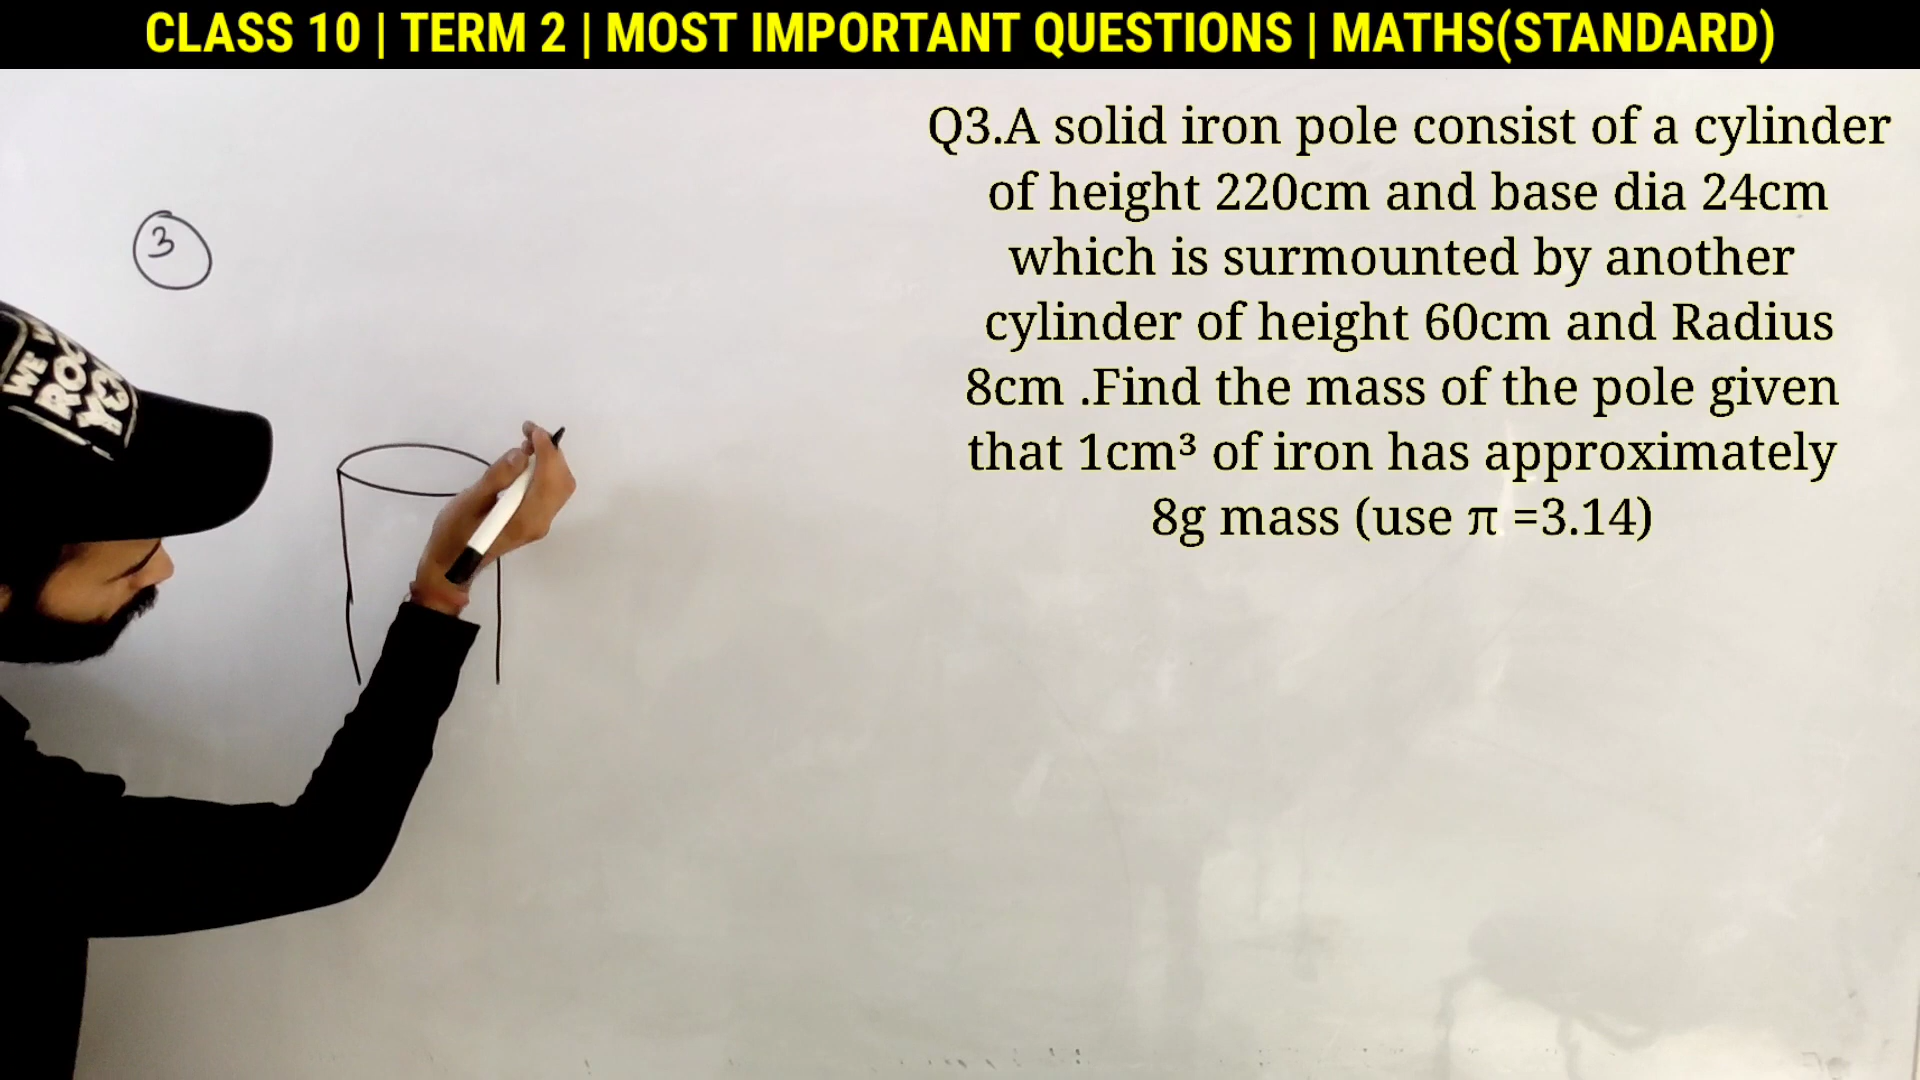 CLASS 10 | TERM 2 | MOST IMPORTANT QUESTIONS | MATHS(STANDARD)
Q3.A solid iron pole consist of a cylinder
of height 220cm and base dia 24cm
which is surmounted by another
cylinder of height 60cm and Radius
8cm .Find the mass of the pole given
that 1cm³ of iron has approximately
8g mass (use π =3.14)
3
WE
YO